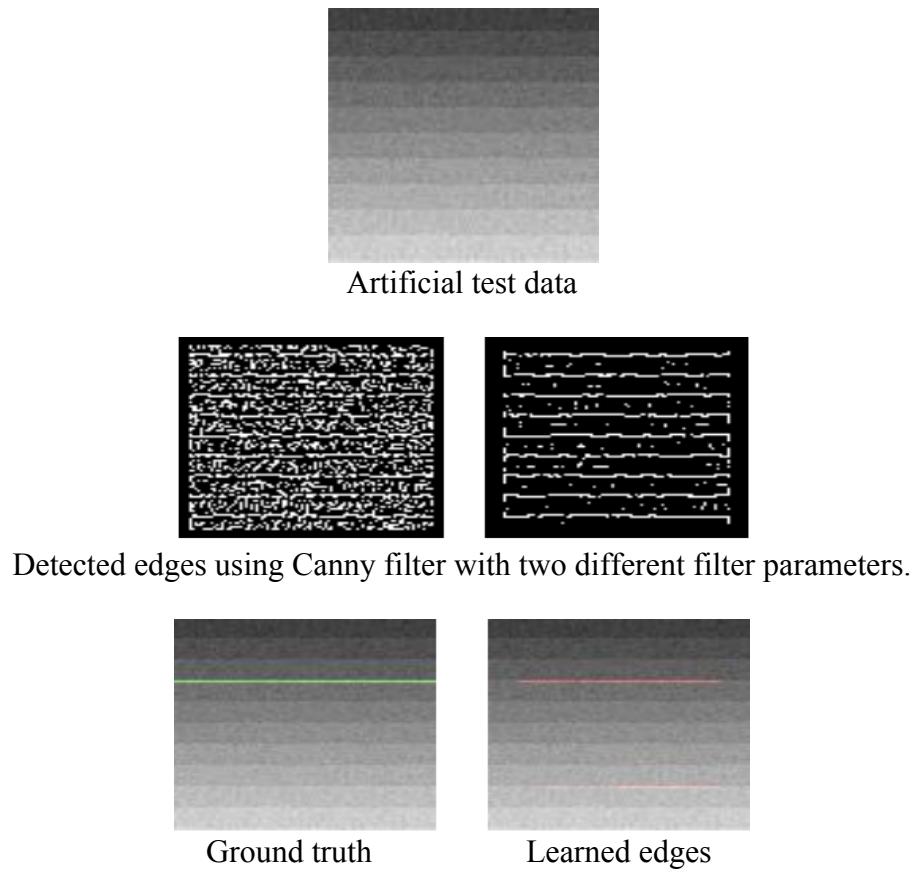 Artificial test data
Detected edges using Canny filter with two different filter parameters.
Ground truth
Learned edges